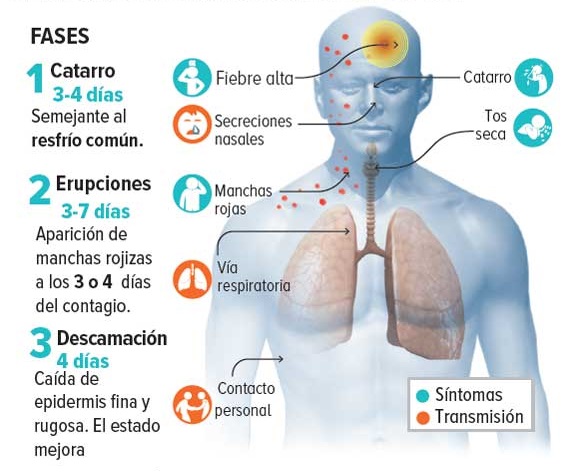 FASES
1 Catarro
3-4 días
Semejante al
resfrío común.
2 Erupciones
3-7 días
Aparición de
manchas rojizas
a los 3 o 4 días
del contagio.
3 Descamación
4 días
Caída de
epidermis fina y
rugosa. El estado
mejora
Fiebre alta
Secreciones
nasales
Manchas
rojas
Vía
respiratoria
Contacto
personal
Catarro
Tos
seca
Síntomas
Transmisión